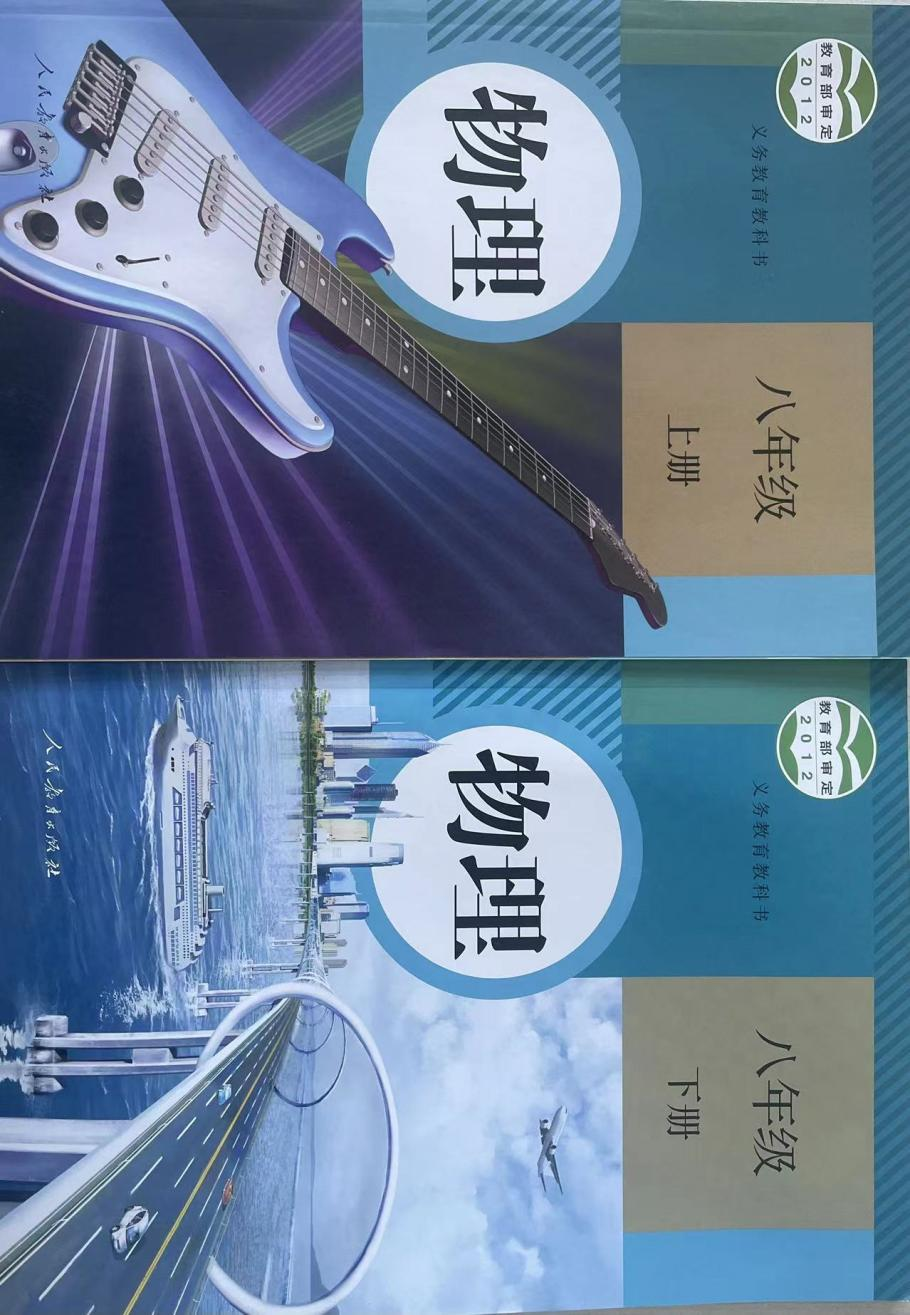 教育部审定
2012
义务教育教科书
物理
八年级
上册
人民教育出版社
教育部审定
2012
义务教育教科书
物理
八年级
下册
人民教育出版社